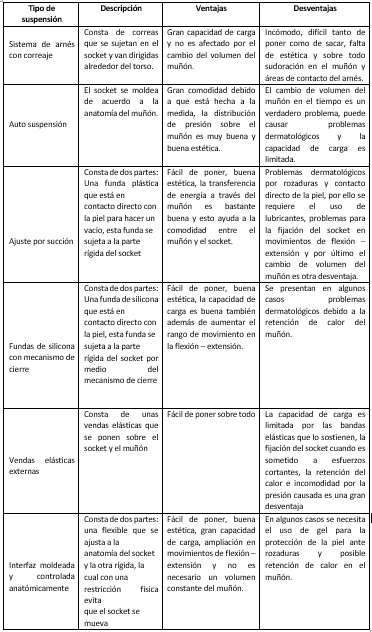 Tipo de suspensión
Descripción
Ventajas
Desventajas
Sistema de arnés
con correaje
Consta de correas
que se sujetan en el
socket y van dirigidas
alrededor del torso.
Gran capacidad de carga
y no es afectado por el
cambio del volumen del
muñón.
Incómodo, difícil tanto de
poner como de sacar, falta
de estética y sobre todo
sudoración en el muñón y
áreas de contacto del arnés.
Auto suspensión
El socket se moldea
de acuerdo a la
anatomía del muñón.
Gran comodidad debido
a que está hecha a la
medida, la distribución
de presión sobre el
muñón es muy buena y
buena estética.
El cambio de volumen del
muñón en el tiempo es un
verdadero problema, puede
causar problemas
dermatológicos y la
capacidad de carga es
limitada.
Ajuste por succión
Consta de dos partes:
Una funda plástica
que está en
contacto directo con
la piel para hacer un
vacío, esta funda se
sujeta a la parte
rígida del socket
Fácil de poner, buena
estética, la transferencia
de energía a través del
muñón es bastante
buena y esto ayuda a la
comodidad entre el
muñón y el socket.
Problemas dermatológicos
por rozaduras y contacto
directo de la piel, por ello se
requiere el uso de
lubricantes, problemas para
la fijación del socket en
movimientos de flexión –
extensión y por último el
cambio de volumen del
muñón es otra desventaja.
Fundas de silicona
con mecanismo de
cierre
Consta de dos partes:
Una funda de silicona
que está en
contacto directo con
la piel, esta funda se
sujeta a la parte
rígida del socket por
medio del
mecanismo de cierre
Fácil de poner, buena
estética, la capacidad de
carga es buena también
además de aumentar el
rango de movimiento en
la flexión – extensión.
Se presentan en algunos
casos problemas
dermatológicos debido a la
retención de calor del
muñón.
Vendas elásticas
externas
Consta de unas
vendas elásticas que
se ponen sobre el
socket y el muñón
Fácil de poner sobre todo
La capacidad de carga es
limitada por las bandas
elásticas que lo sostienen, la
fijación del socket cuando es
sometido a esfuerzos
cortantes, la retención del
calor e incomodidad por la
presión causada es una gran
desventaja
Interfaz moldeada
y controlada
anatómicamente
Consta de dos partes:
una flexible que se
ajusta a la
anatomía del socket
y la otra rígida, la
cual con una
restricción física
evita
que el socket se
mueva
Fácil de poner, buena
estética, gran capacidad
de carga, ampliación en
movimientos de flexión –
extensión y no es
necesario un volumen
constante del muñón.
En algunos casos se necesita
el uso de gel para la
protección de la piel ante
rozaduras y posible
retención de calor en el
muñón.